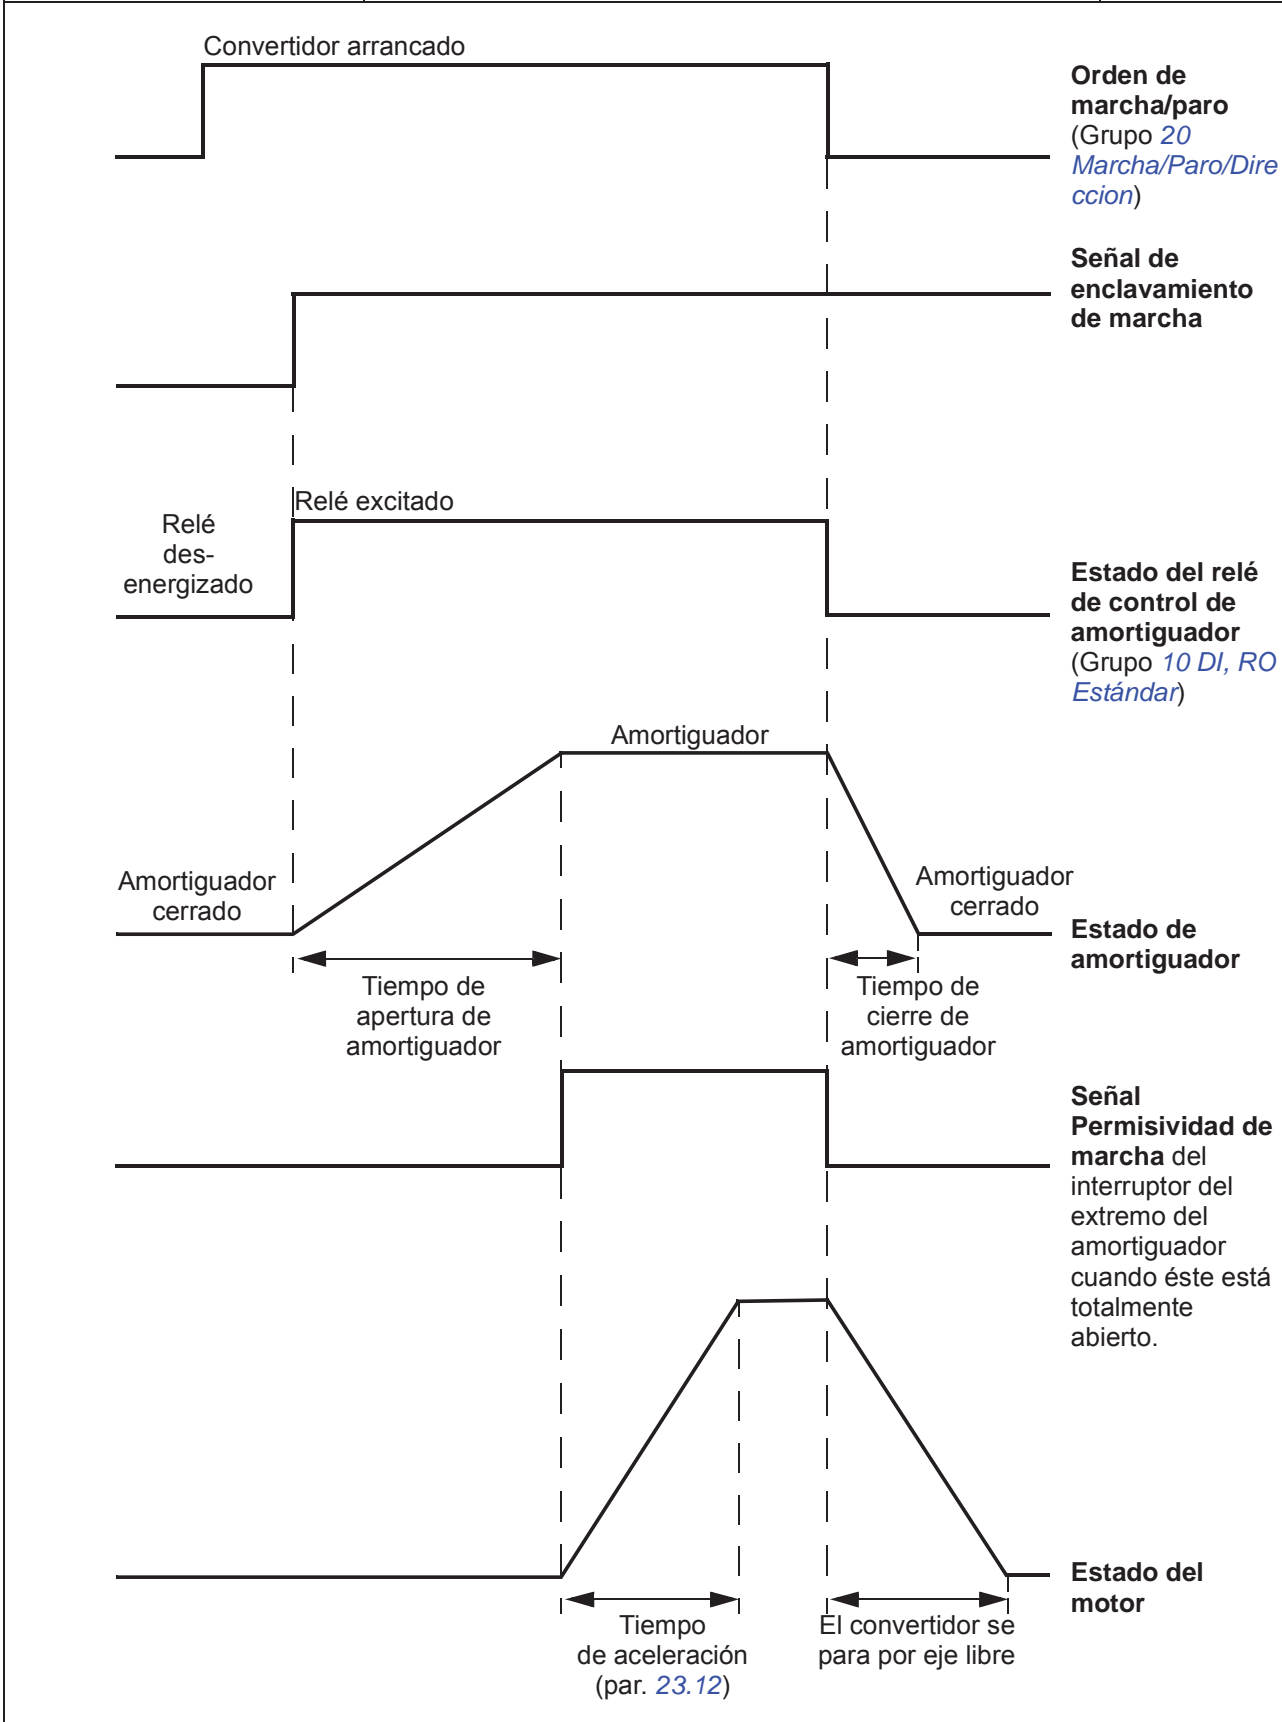 Convertidor arrancado
Orden de
marcha/paro
(Grupo 20
Marcha/Paro/Dire
ccion)
Señal de
enclavamiento
de marcha
Relé excitado
Relé
des-
energizado
Estado del relé
de control de
amortiguador
(Grupo 10 DI, RO
Estándar)
Amortiguador
Amortiguador
cerrado
Amortiguador
cerrado
Estado de
amortiguador
Tiempo de
apertura de
amortiguador
Tiempo de
cierre de
amortiguador
Señal
Permisividad de
marcha del
interruptor del
extremo del
amortiguador
cuando éste está
totalmente
abierto.
Estado del
motor
Tiempo
de aceleración
(par. 23.12)
El convertidor se
para por eje libre